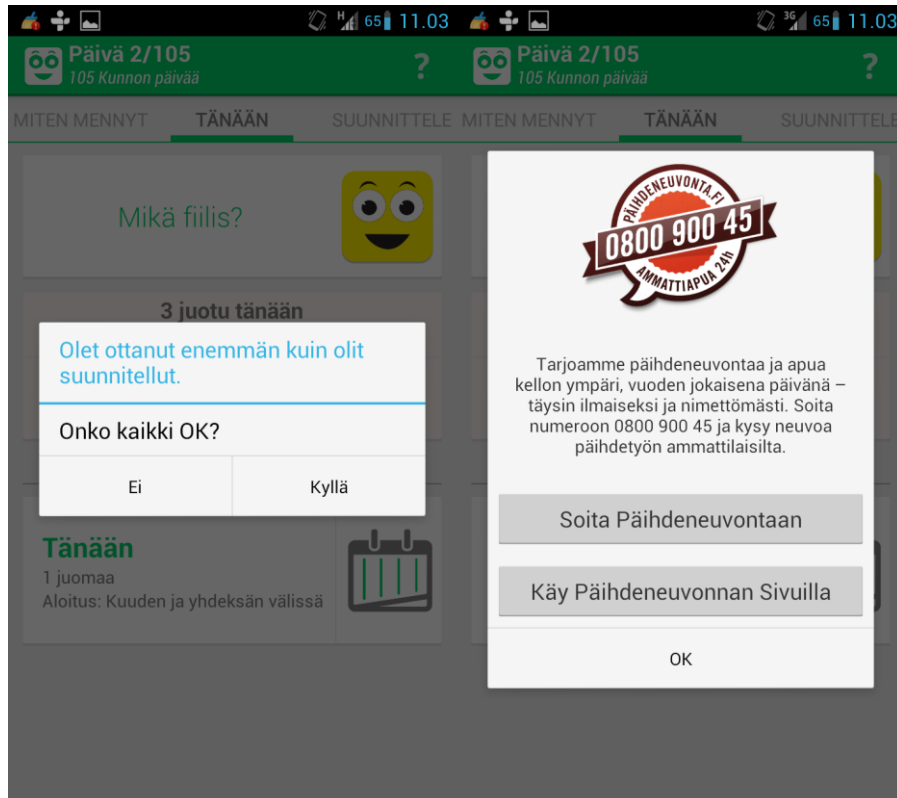 H 65 11.03
Päivä 2/105
105 Kunnon päivää
?
MITEN MENNYT TÄNÄÄN SUUNNITTELE
Mikä fiilis?
3 juotu tänään
Olet ottanut enemmän kuin olit
suunnitellut.
Onko kaikki OK?
Ei Kyllä
Tänään
1 juomaa
Aloitus: Kuuden ja yhdeksän välissä
3G 65 11.03
Päivä 2/105
105 Kunnon päivää
?
MITEN MENNYT TÄNÄÄN SUUNNITTELE
PÄIHDENEUVONTA.FI
0800 900 45
AMMATTIAPUA 24h
Tarjoamme päihdeneuvontaa ja apua
kellon ympäri, vuoden jokaisena päivänä –
täysin ilmaiseksi ja nimettömästi. Soita
numeroon 0800 900 45 ja kysy neuvoa
päihdetyön ammattilaisilta.
Soita Päihdeneuvontaan
Käy Päihdeneuvonnan Sivuilla
OK